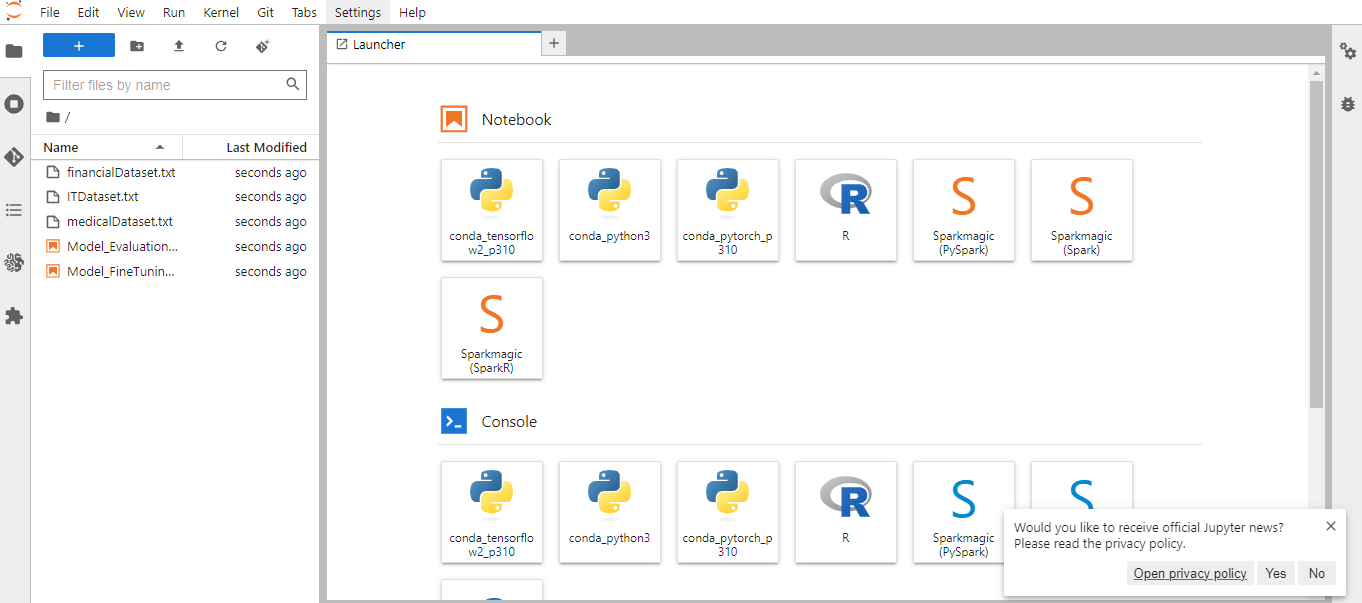 File Edit View Run Kernel Git Tabs Settings Help
+
Filter files by name
/
Name Last Modified
financialDataset.txt seconds ago
ITDataset.txt seconds ago
medicalDataset.txt seconds ago
Model_Evaluation... seconds ago
Model_FineTunin... seconds ago
Launcher +
Notebook
conda_tensorflo
w2_p310
conda_python3
conda_pytorch_p
310
R
R
S
Sparkmagic
(PySpark)
S
Sparkmagic
(Spark)
S
Sparkmagic
(SparkR)
Console
conda_tensorflo
w2_p310
conda_python3
conda_pytorch_p
310
R
R
S
Sparkmagic
(PySpark)
S
Would you like to receive official Jupyter news?
Please read the privacy policy.
Open privacy policy Yes No